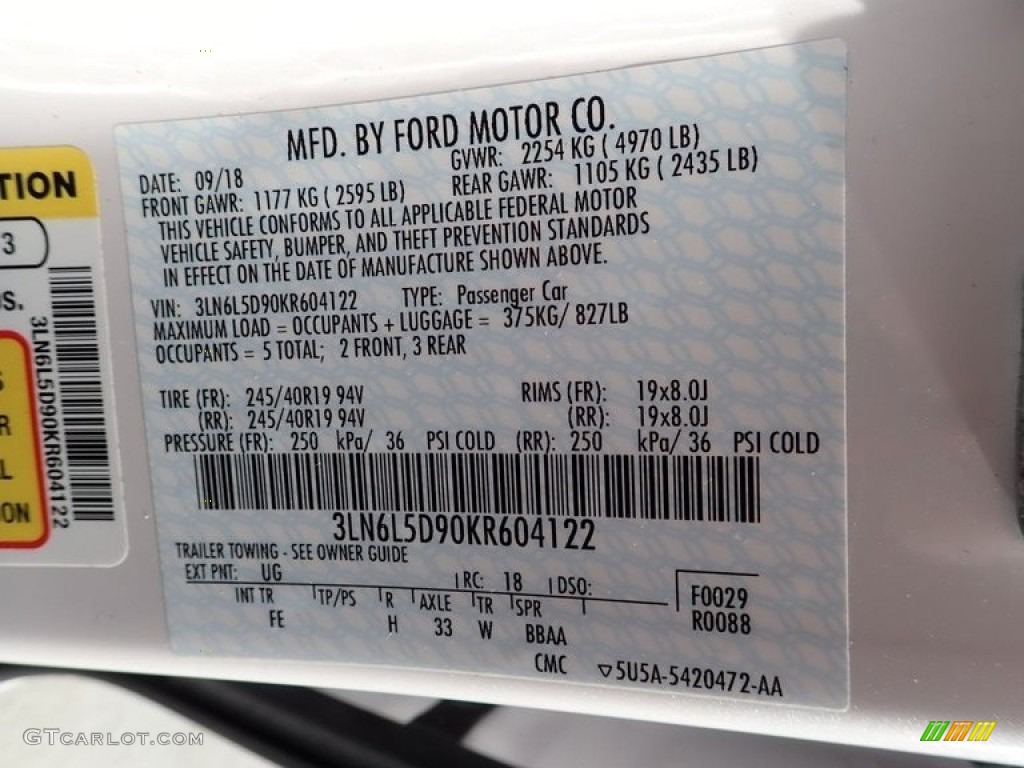 MFD. BY FORD MOTOR CO.
DATE: 09/18 GVWR: 2254 KG ( 4970 LB)
FRONT GAWR: 1177 KG ( 2595 LB) REAR GAWR: 1105 KG ( 2435 LB)
THIS VEHICLE CONFORMS TO ALL APPLICABLE FEDERAL MOTOR
VEHICLE SAFETY, BUMPER, AND THEFT PREVENTION STANDARDS
IN EFFECT ON THE DATE OF MANUFACTURE SHOWN ABOVE.
VIN: 3LN6L5D90KR604122 TYPE: Passenger Car
MAXIMUM LOAD = OCCUPANTS + LUGGAGE = 375KG/ 827LB
OCCUPANTS = 5 TOTAL; 2 FRONT, 3 REAR
TIRE (FR): 245/40R19 94V RIMS (FR): 19x8.0J
(RR): 245/40R19 94V (RR): 19x8.0J
PRESSURE (FR): 250 kPa/ 36 PSI COLD (RR): 250 kPa/ 36 PSI COLD
3LN6L5D90KR604122
TRAILER TOWING - SEE OWNER GUIDE
EXT PNT: UG RC: 18 DSO:
INT TR TP/PS R AXLE TR SPR
FE H 33 W BBAA
F0029
R0088
CMC ▽5U5A-5420472-AA
TION
3
S.
3LN6L5D90KR604122
S
R
L
ON
GTCARLOT.COM